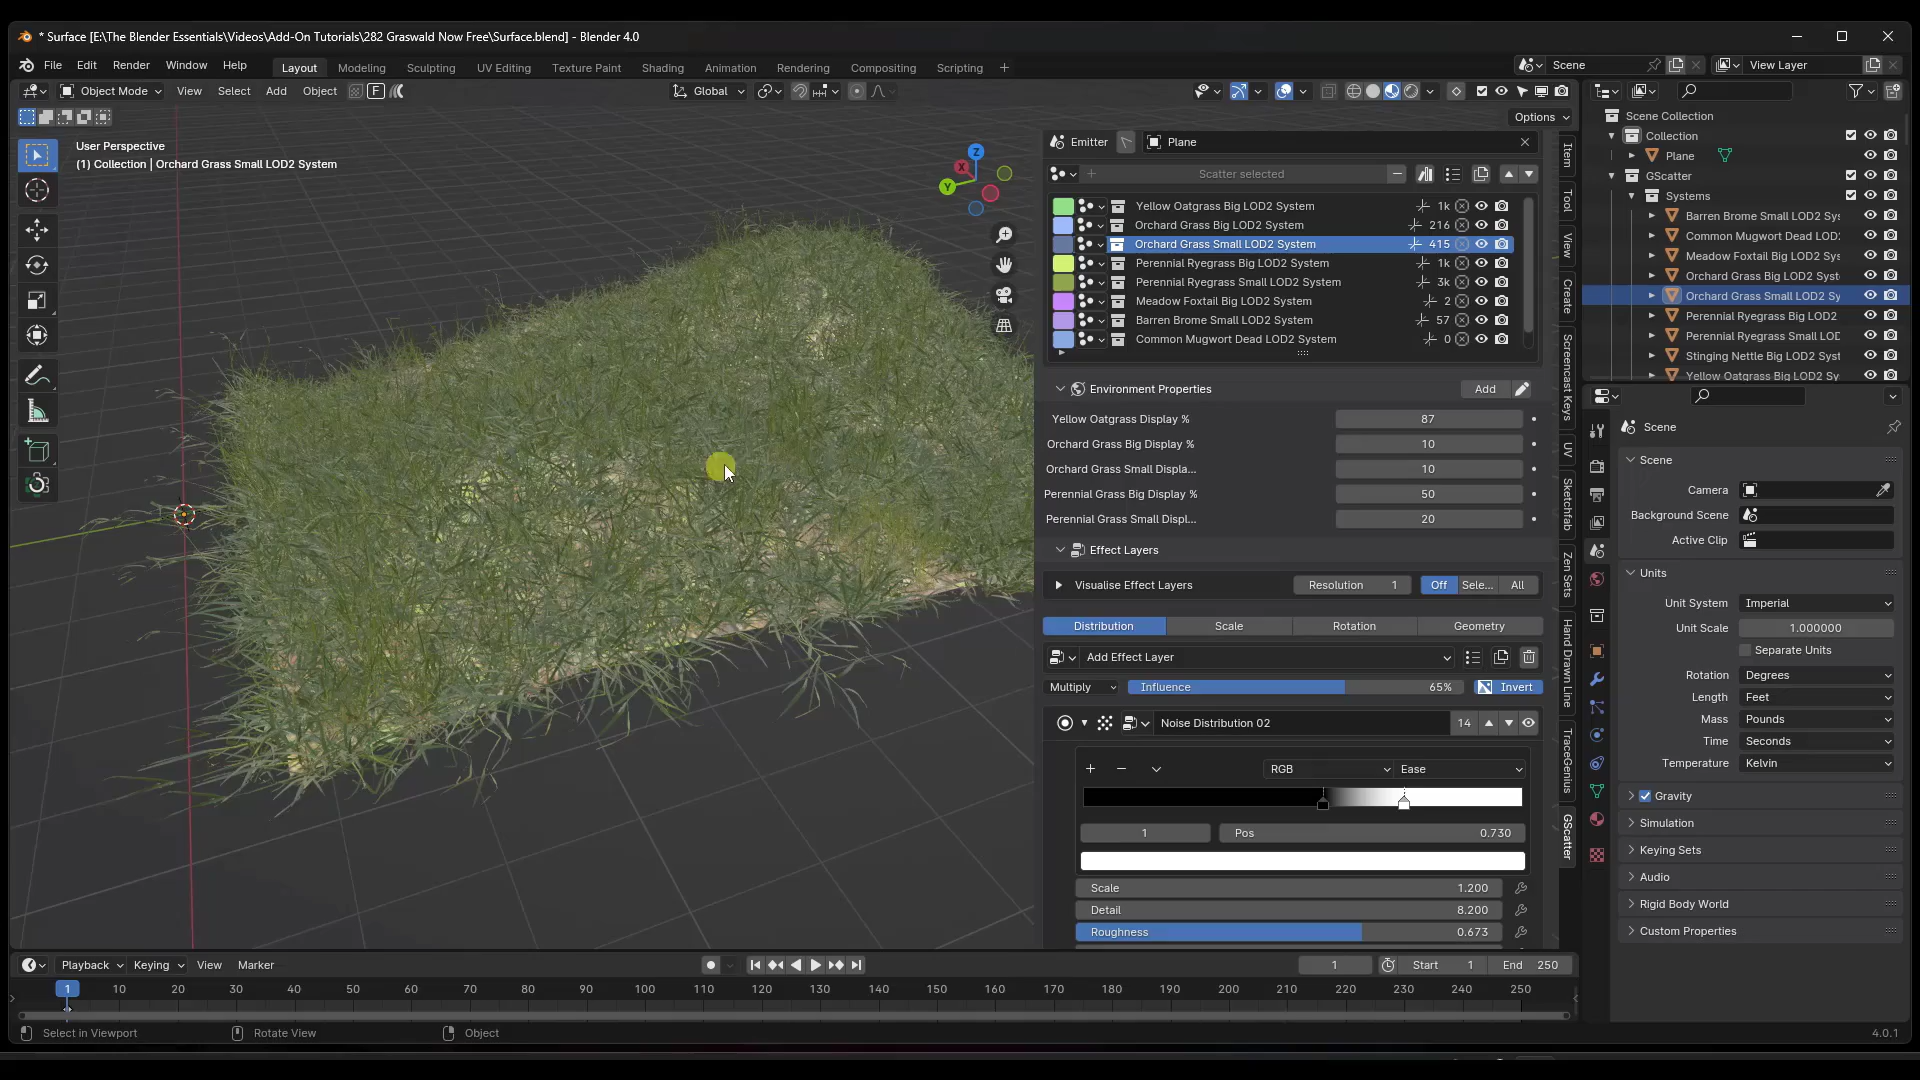 * Surface [E:\The Blender Essentials\Videos\Add-On Tutorials\282 Graswald Now Free\Surface.blend] - Blender 4.0
File Edit Render Window Help
Layout Modeling Sculpting UV Editing Texture Paint Shading Animation Rendering Compositing Scripting +
Scene View Layer
Object Mode View Select Add Object F Global
Options
User Perspective
(1) Collection | Orchard Grass Small LOD2 System
Z
X
Y
Emitter Plane
Scatter selected
Yellow Oatgrass Big LOD2 System 1k
Orchard Grass Big LOD2 System 216
Orchard Grass Small LOD2 System 415
Perennial Ryegrass Big LOD2 System 1k
Perennial Ryegrass Small LOD2 System 3k
Meadow Foxtail Big LOD2 System 2
Barren Brome Small LOD2 System 57
Common Mugwort Dead LOD2 System 0
Environment Properties Add
Yellow Oatgrass Display % 87
Orchard Grass Big Display % 10
Orchard Grass Small Displa... 10
Perennial Grass Big Display % 50
Perennial Grass Small Displ... 20
Effect Layers
Visualise Effect Layers Resolution 1 Off Sele... All
Distribution Scale Rotation Geometry
Add Effect Layer
Multiply Influence 65% Invert
Noise Distribution 02 14
RGB Ease
1 Pos 0.730
Scale 1.200
Detail 8.200
Roughness 0.673
Item
Tool
View
Create
Screencast Keys
UV
Sketchfab
Zen Sets
Hand Drawn Line
TraceGenius
GScatter
Scene Collection
Collection
Plane
GScatter
Systems
Barren Brome Small LOD2 Sys
Common Mugwort Dead LOD2
Meadow Foxtail Big LOD2 Sys
Orchard Grass Big LOD2 Syst
Orchard Grass Small LOD2 Sy
Perennial Ryegrass Big LOD2
Perennial Ryegrass Small LOD
Stinging Nettle Big LOD2 Syst
Yellow Oatgrass Big LOD2 Sy
Scene
Scene
Camera
Background Scene
Active Clip
Units
Unit System Imperial
Unit Scale 1.000000
Separate Units
Rotation Degrees
Length Feet
Mass Pounds
Time Seconds
Temperature Kelvin
Gravity
Simulation
Keying Sets
Audio
Rigid Body World
Custom Properties
Playback Keying View Marker 1 Start 1 End 250
1 10 20 30 40 50 60 70 80 90 100 110 120 130 140 150 160 170 180 190 200 210 220 230 240 250
Select in Viewport Rotate View Object 4.0.1